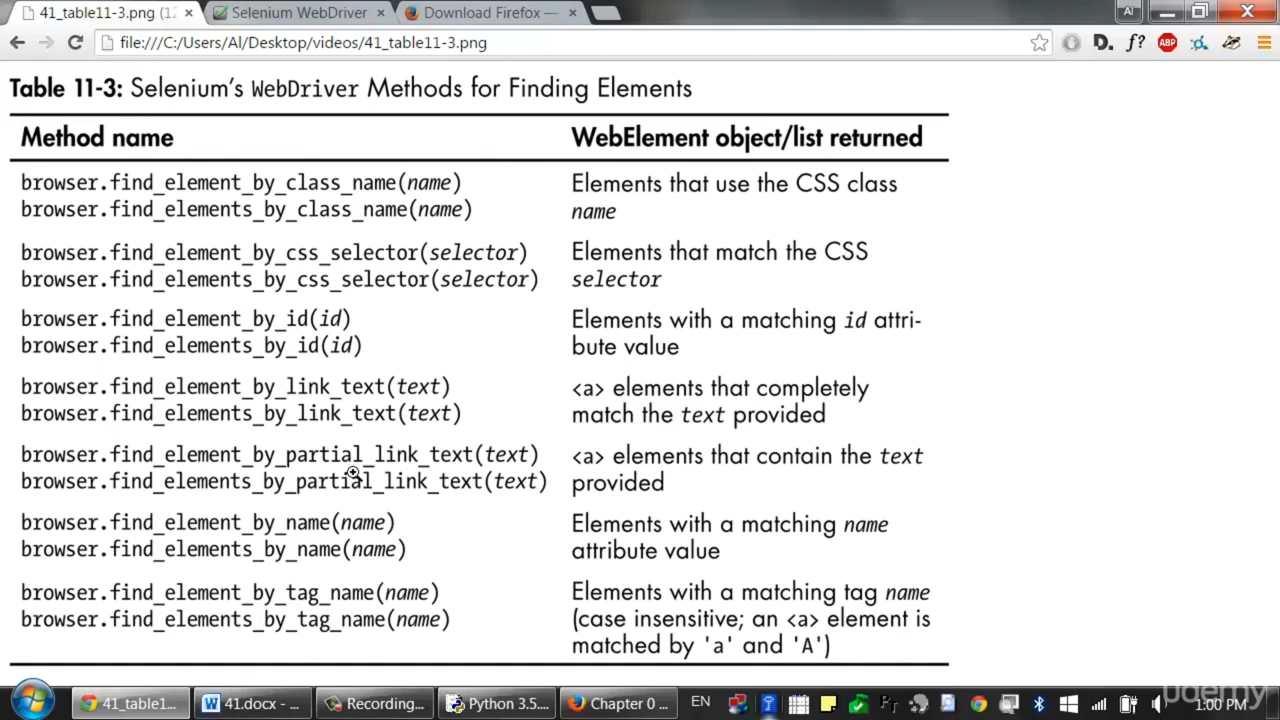 41_table11-3.png (12
Selenium WebDriver
Download Firefox —
Al
file:///C:/Users/Al/Desktop/videos/41_table11-3.png
D.
f?
ABP
Table 11-3: Selenium's WebDriver Methods for Finding Elements
Method name
WebElement object/list returned
browser.find_element_by_class_name(name)
browser.find_elements_by_class_name(name)
Elements that use the CSS class
name
browser.find_element_by_css_selector(selector)
browser.find_elements_by_css_selector(selector)
Elements that match the CSS
selector
browser.find_element_by_id(id)
browser.find_elements_by_id(id)
Elements with a matching id attri-
bute value
browser.find_element_by_link_text(text)
browser.find_elements_by_link_text(text)
<a> elements that completely
match the text provided
browser.find_element_by_partial_link_text(text)
browser.find_elements_by_partial_link_text(text)
<a> elements that contain the text
provided
browser.find_element_by_name(name)
browser.find_elements_by_name(name)
Elements with a matching name
attribute value
browser.find_element_by_tag_name(name)
browser.find_elements_by_tag_name(name)
Elements with a matching tag name
(case insensitive; an <a> element is
matched by 'a' and 'A')
41_table1...
41.docx - ...
Recording...
Python 3.5....
Chapter 0 ...
EN
Pr
1:00 PM
udemy